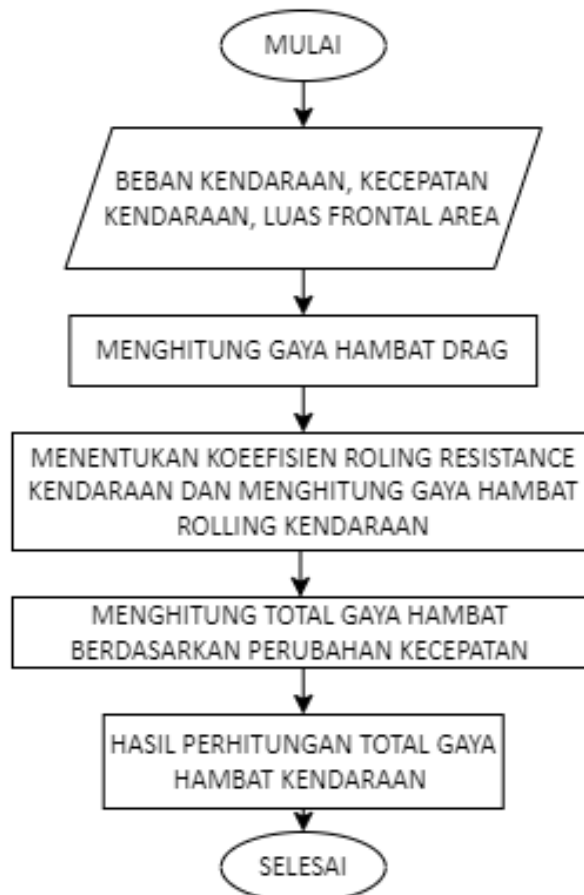 MULAI
BEBAN KENDARAAN, KECEPATAN
KENDARAAN, LUAS FRONTAL AREA
MENGHITUNG GAYA HAMBAT DRAG
MENENTUKAN KOEEFISIEN ROLING RESISTANCE
KENDARAAN DAN MENGHITUNG GAYA HAMBAT
ROLLING KENDARAAN
MENGHITUNG TOTAL GAYA HAMBAT
BERDASARKAN PERUBAHAN KECEPATAN
HASIL PERHITUNGAN TOTAL GAYA
HAMBAT KENDARAAN
SELESAI